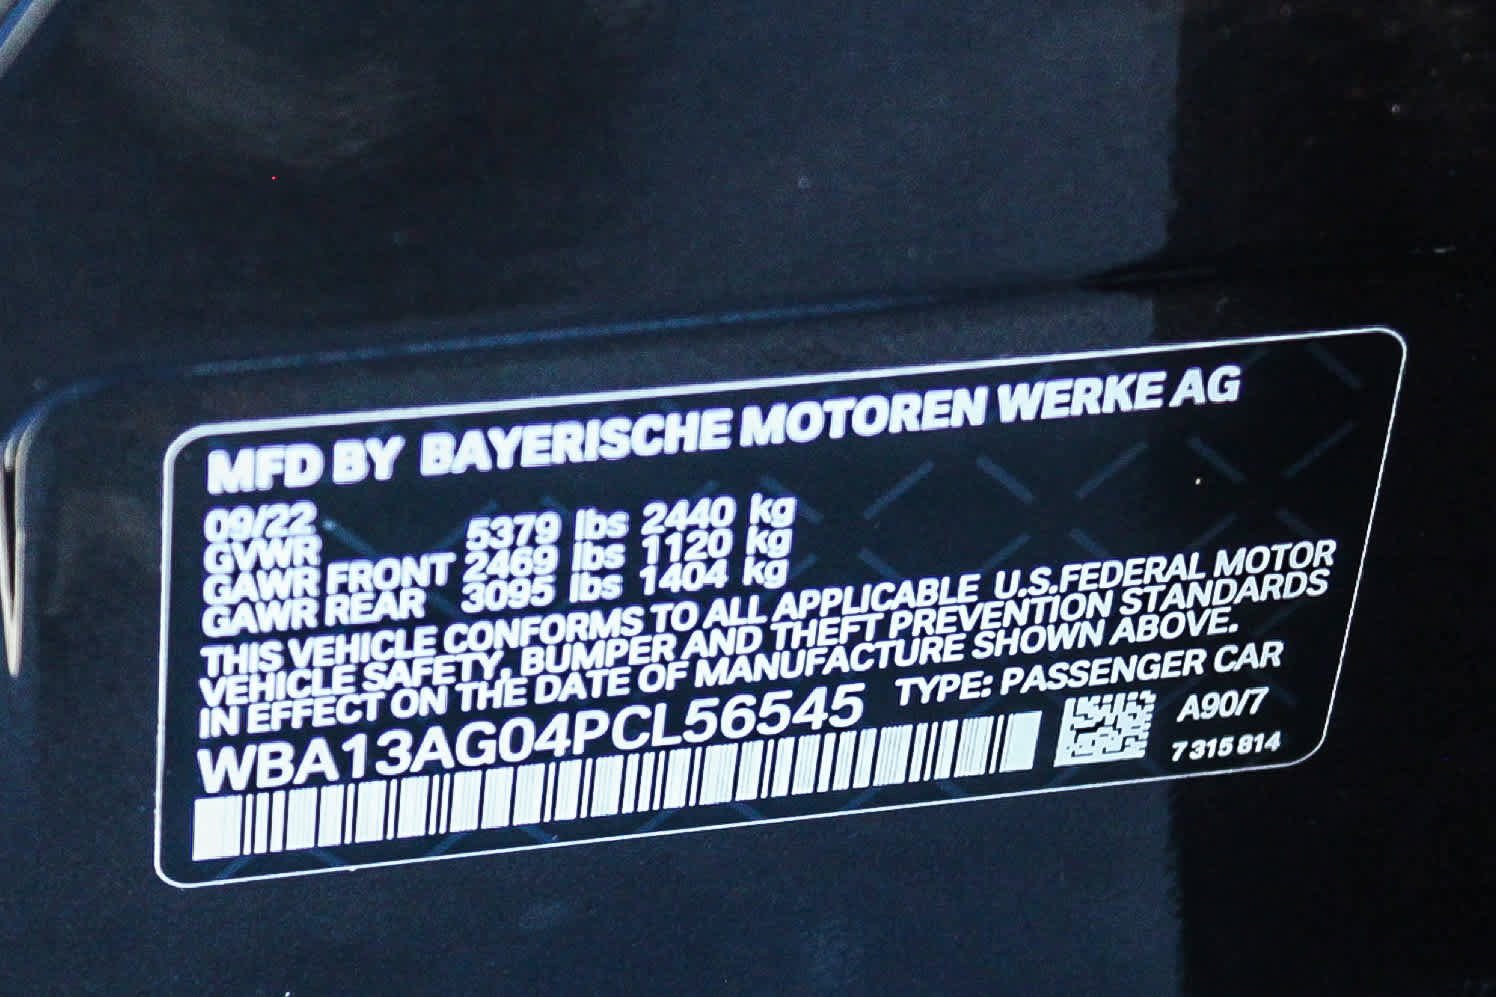 MFD BY BAYERISCHE MOTOREN WERKE AG
09/22
GVWR 5379 lbs 2440 kg
GAWR FRONT 2469 lbs 1120 kg
GAWR REAR 3095 lbs 1404 kg
THIS VEHICLE CONFORMS TO ALL APPLICABLE U.S.FEDERAL MOTOR
VEHICLE SAFETY, BUMPER AND THEFT PREVENTION STANDARDS
IN EFFECT ON THE DATE OF MANUFACTURE SHOWN ABOVE.
WBA13AG04PCL56545 TYPE: PASSENGER CAR
A90/7
7 315 814